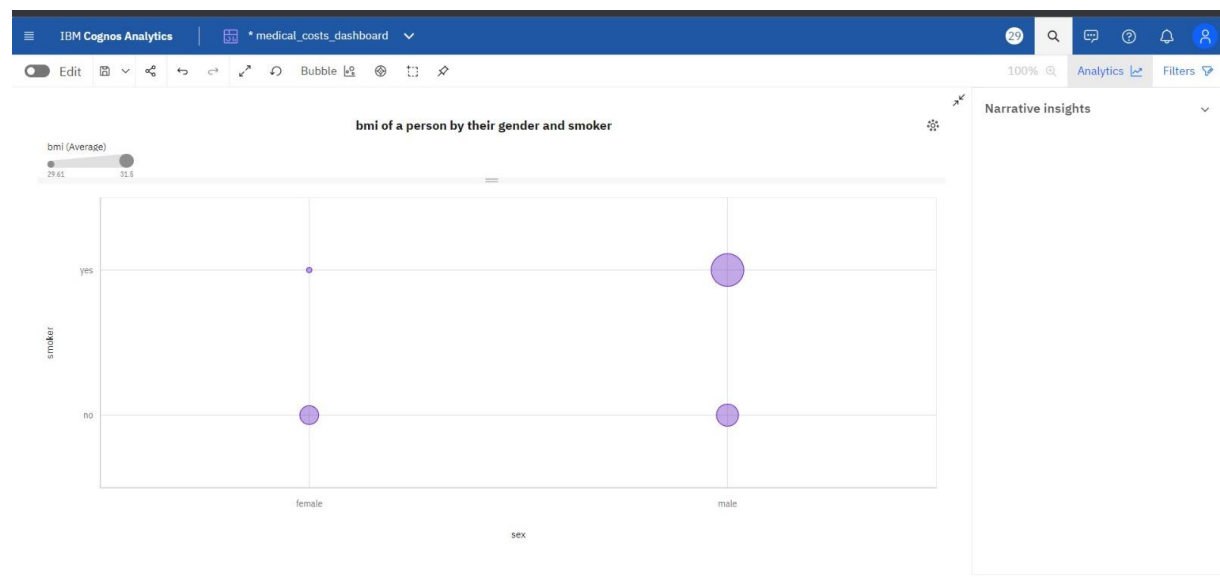 IBM Cognos Analytics * medical_costs_dashboard 29
Edit Bubble 100% Analytics Filters
Narrative insights
bmi of a person by their gender and smoker
bmi (Average)
29.61 31.5
yes
smoker
no
female male
sex